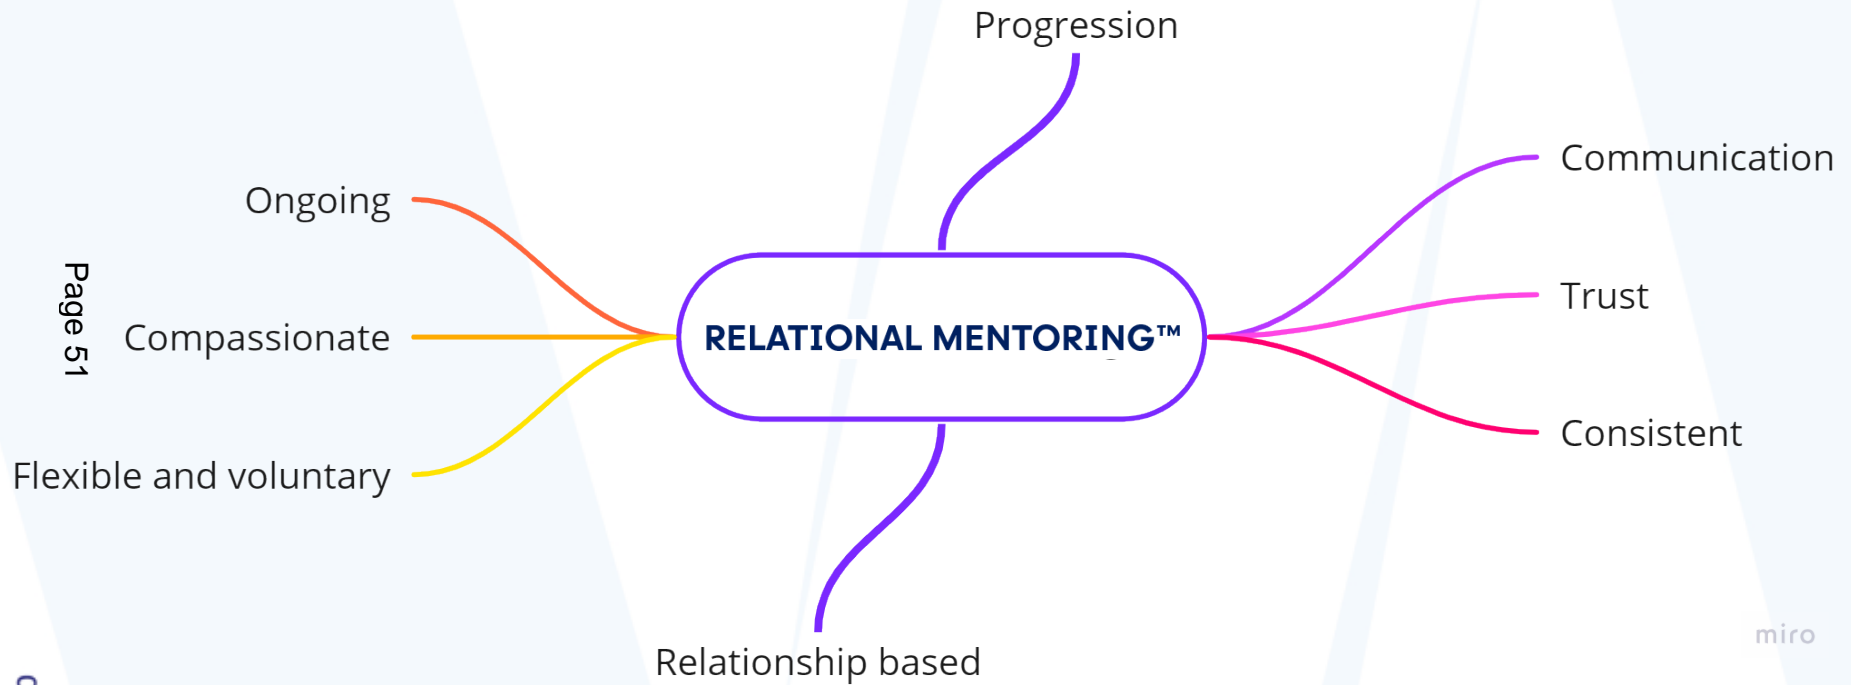 Progression
Communication
Ongoing
Trust
Page 51
Compassionate
RELATIONAL MENTORING™
Consistent
Flexible and voluntary
miro
Relationship based